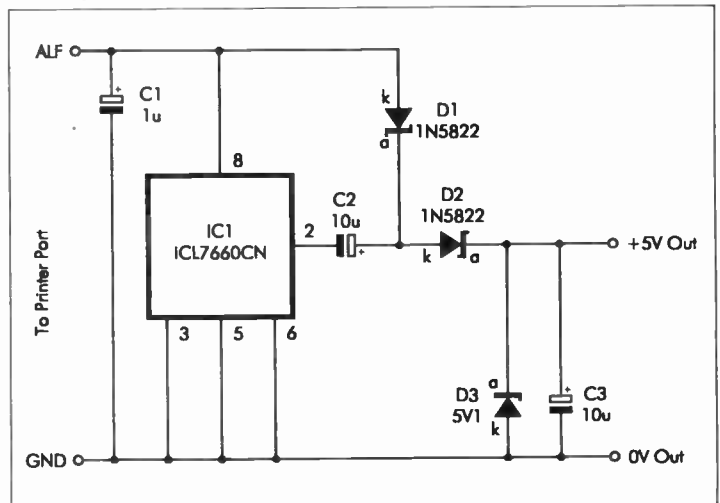 ALF
C1
1u
k
D1
1N5822
a
8
IC1
ICL7660CN
2
C2
10u
+
D2
1N5822
k
a
+5V Out
To Printer Port
3
5
6
a
D3
5V1
k
+
C3
10u
GND
0V Out
+